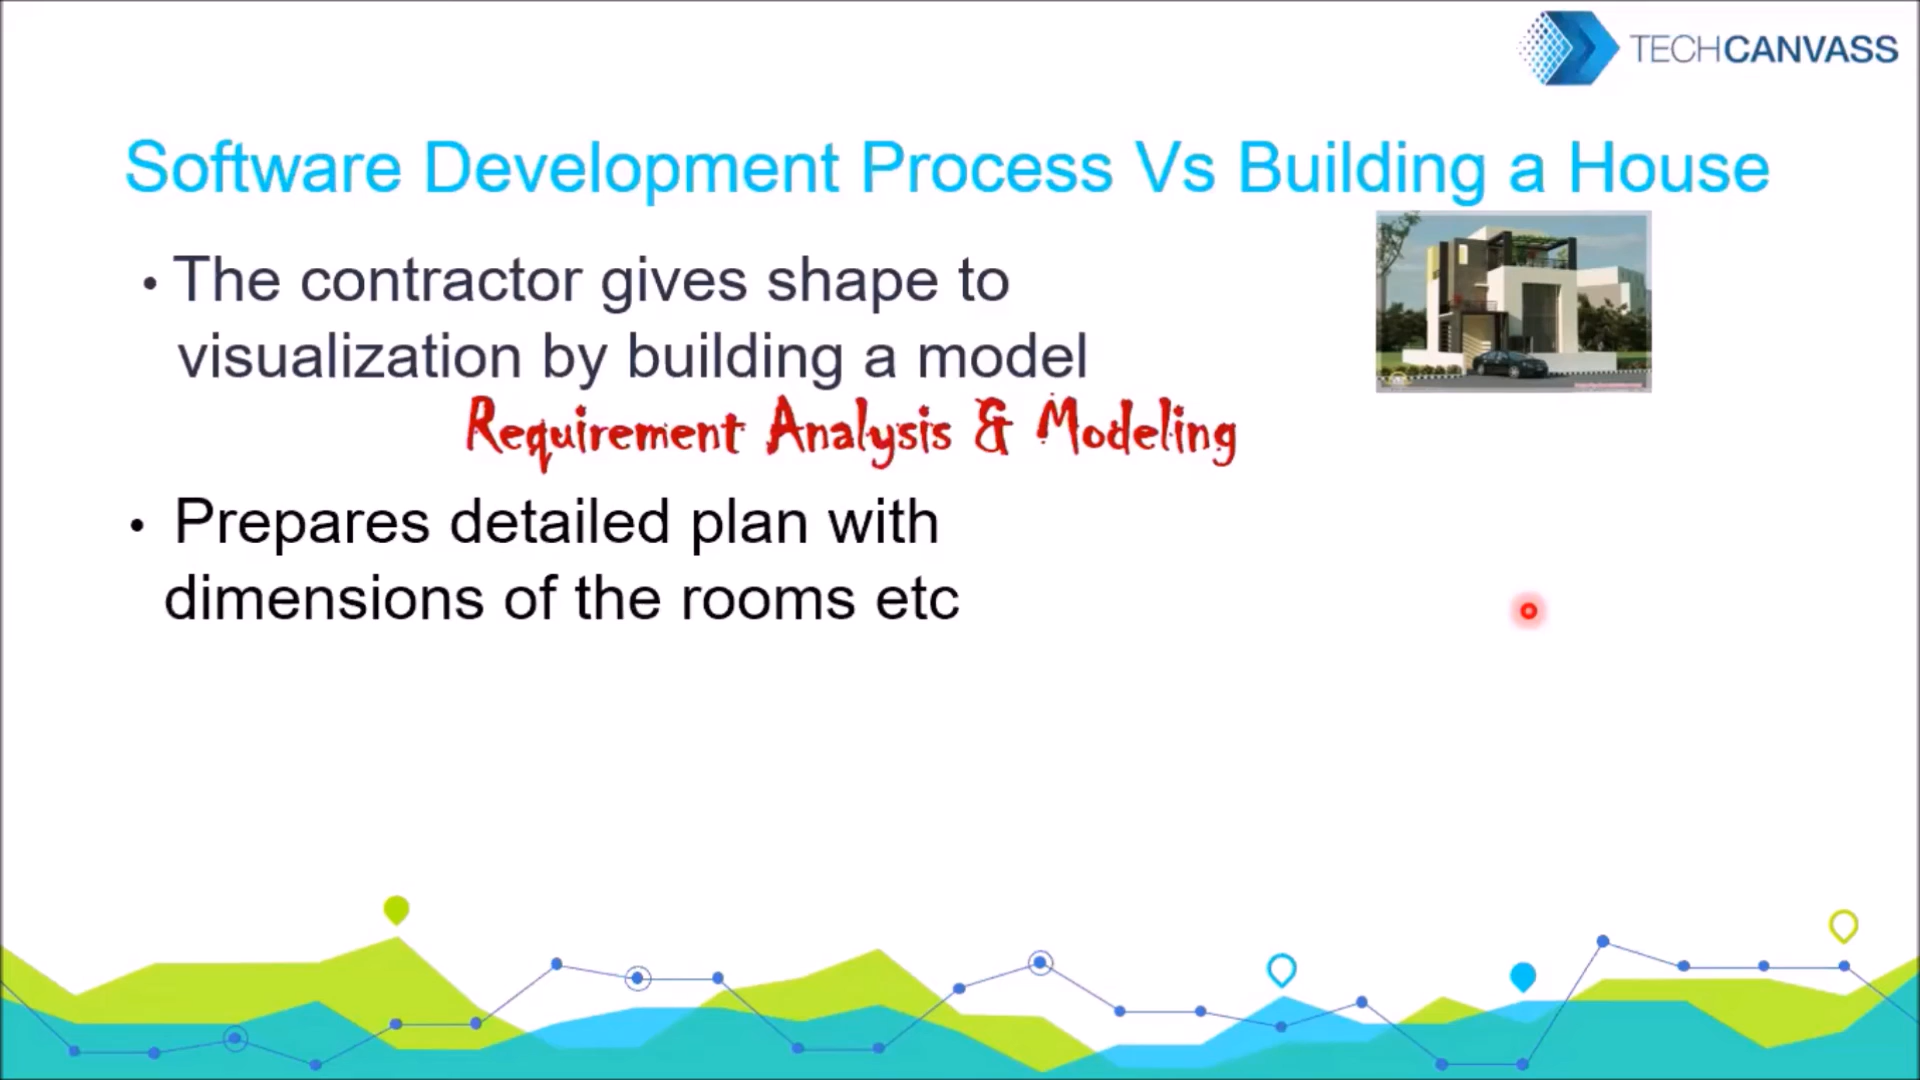 TECHCANVASS
Software Development Process Vs Building a House
• The contractor gives shape to
visualization by building a model
Requirement Analysis & Modeling
• Prepares detailed plan with
dimensions of the rooms etc